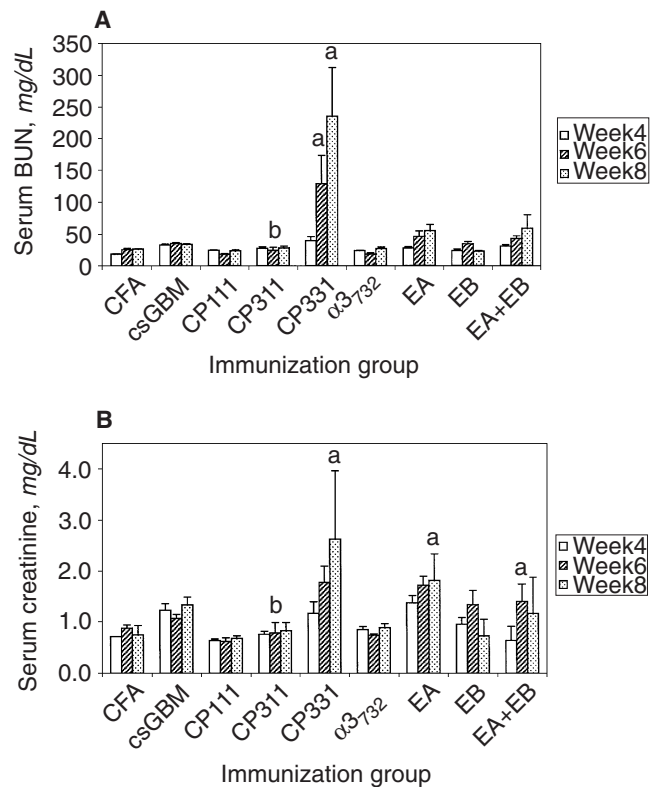 A
350
300
250
200
150
100
50
0
Serum BUN, mg/dL
a
a
b
Week4
Week6
Week8
CFA
csGBM
CP111
CP311
CP331
α3732
EA
EB
EA+EB
Immunization group
B
4.0
3.0
2.0
1.0
0.0
Serum creatinine, mg/dL
a
a
a
b
Week4
Week6
Week8
CFA
csGBM
CP111
CP311
CP331
α3732
EA
EB
EA+EB
Immunization group